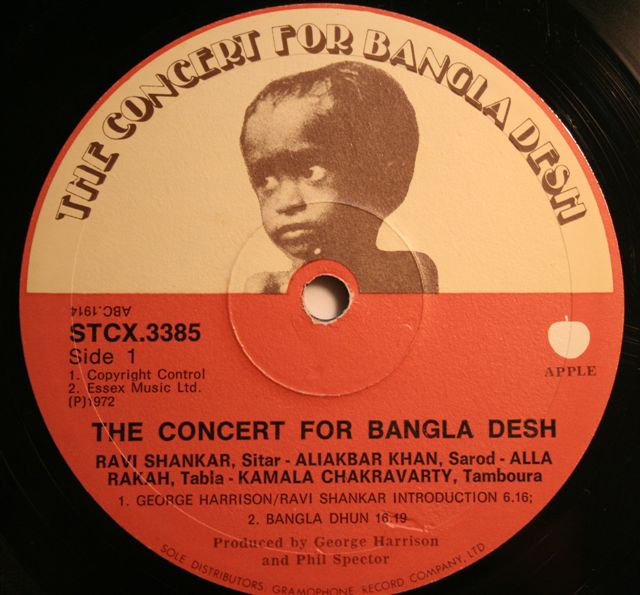 THE CONCERT FOR BANGLA DESH
ABC.1914
STCX.3385
Side 1
1. Copyright Control
2. Essex Music Ltd.
(P)1972
APPLE
THE CONCERT FOR BANGLA DESH
RAVI SHANKAR, Sitar - ALIAKBAR KHAN, Sarod - ALLA
RAKAH, Tabla - KAMALA CHAKRAVARTY, Tamboura
1. GEORGE HARRISON/RAVI SHANKAR INTRODUCTION 6.16;
2. BANGLA DHUN 16.19
Produced by George Harrison
and Phil Spector
SOLE DISTRIBUTORS: GRAMOPHONE RECORD COMPANY, LTD